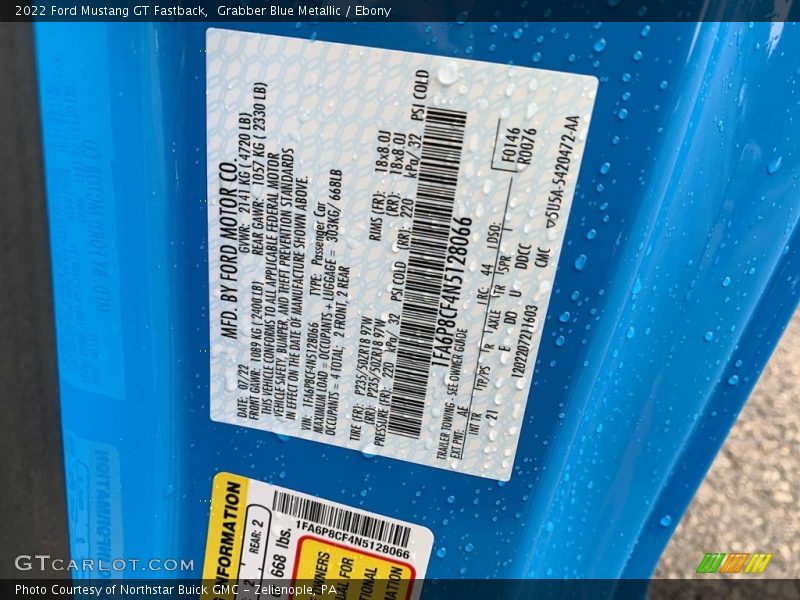 2022 Ford Mustang GT Fastback,  Grabber Blue Metallic / Ebony
MFD. BY FORD MOTOR CO.
DATE: 07/22 GVWR: 2141 KG ( 4720 LB)
FRONT GAWR: 1089 KG ( 2400LB) REAR GAWR: 1057 KG ( 2330 LB)
THIS VEHICLE CONFORMS TO ALL APPLICABLE FEDERAL MOTOR
VEHICLE SAFETY, BUMPER, AND THEFT PREVENTION STANDARDS
IN EFFECT ON THE DATE OF MANUFACTURE SHOWN ABOVE.
VIN: 1FA6P8CF4N5128066 TYPE: Passenger Car
MAXIMUM LOAD = OCCUPANTS + LUGGAGE = 303KG/ 668LB
OCCUPANTS = 4 TOTAL: 2 FRONT, 2 REAR
TIRE (FR): P235/50ZR18 97W RIMS (FR): 18x8.0J
(RR): P235/50ZR18 97W (RR): 18x8.0J
PRESSURE (FR): 220 kPa/ 32 PSI COLD (RR): 220 kPa/ 32 PSI COLD
1FA6P8CF4N5128066
TRAILER TOWING - SEE OWNER GUIDE
EXT PNT: AE RC: 44 DSO: F0146
R0076
INT TR TP/PS R AXLE TR SPR
21 E DD U DDCC
12022072111603 GMC ▽5U5A-5420472-AA
INFORMATION
REAR: 2
2
668 lbs.
1FA6P8CF4N5128066
GTCARLOT.COM
Photo Courtesy of Northstar Buick GMC - Zelienople, PA